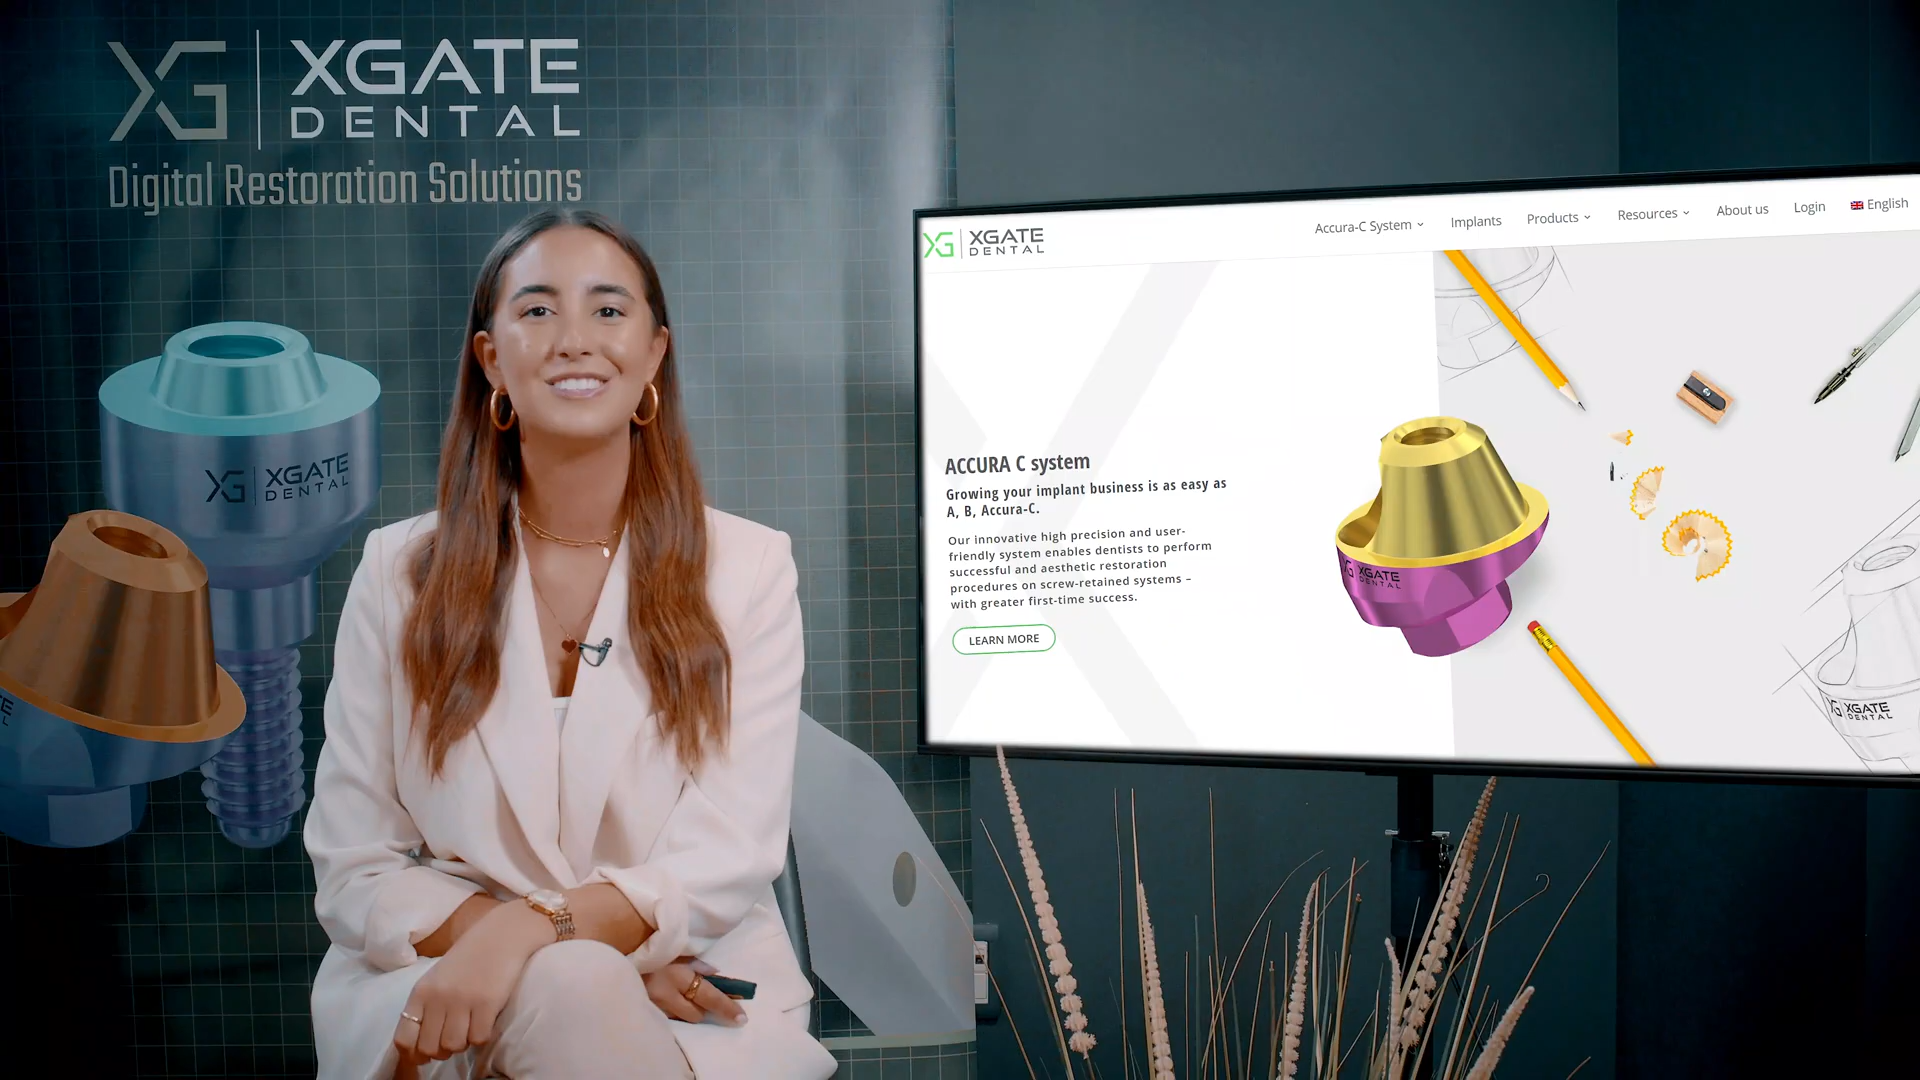 XG XGATE
DENTAL
Digital Restoration Solutions
XG XGATE
DENTAL
XG XGATE
DENTAL
Accura-C System
Implants
Products
Resources
About us
Login
English
ACCURA C system
Growing your implant business is as easy as
A, B, Accura-C.
Our innovative high precision and user-
friendly system enables dentists to perform
successful and aesthetic restoration
procedures on screw-retained systems –
with greater first-time success.
LEARN MORE
XG XGATE
DENTAL
XG XGATE
DENTAL